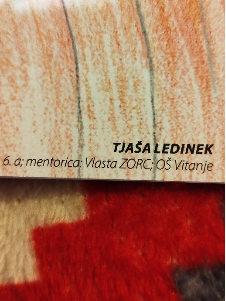 TJAŠA LEDINEK
6. a; mentorica: Vlasta ZORC; OŠ Vitanje